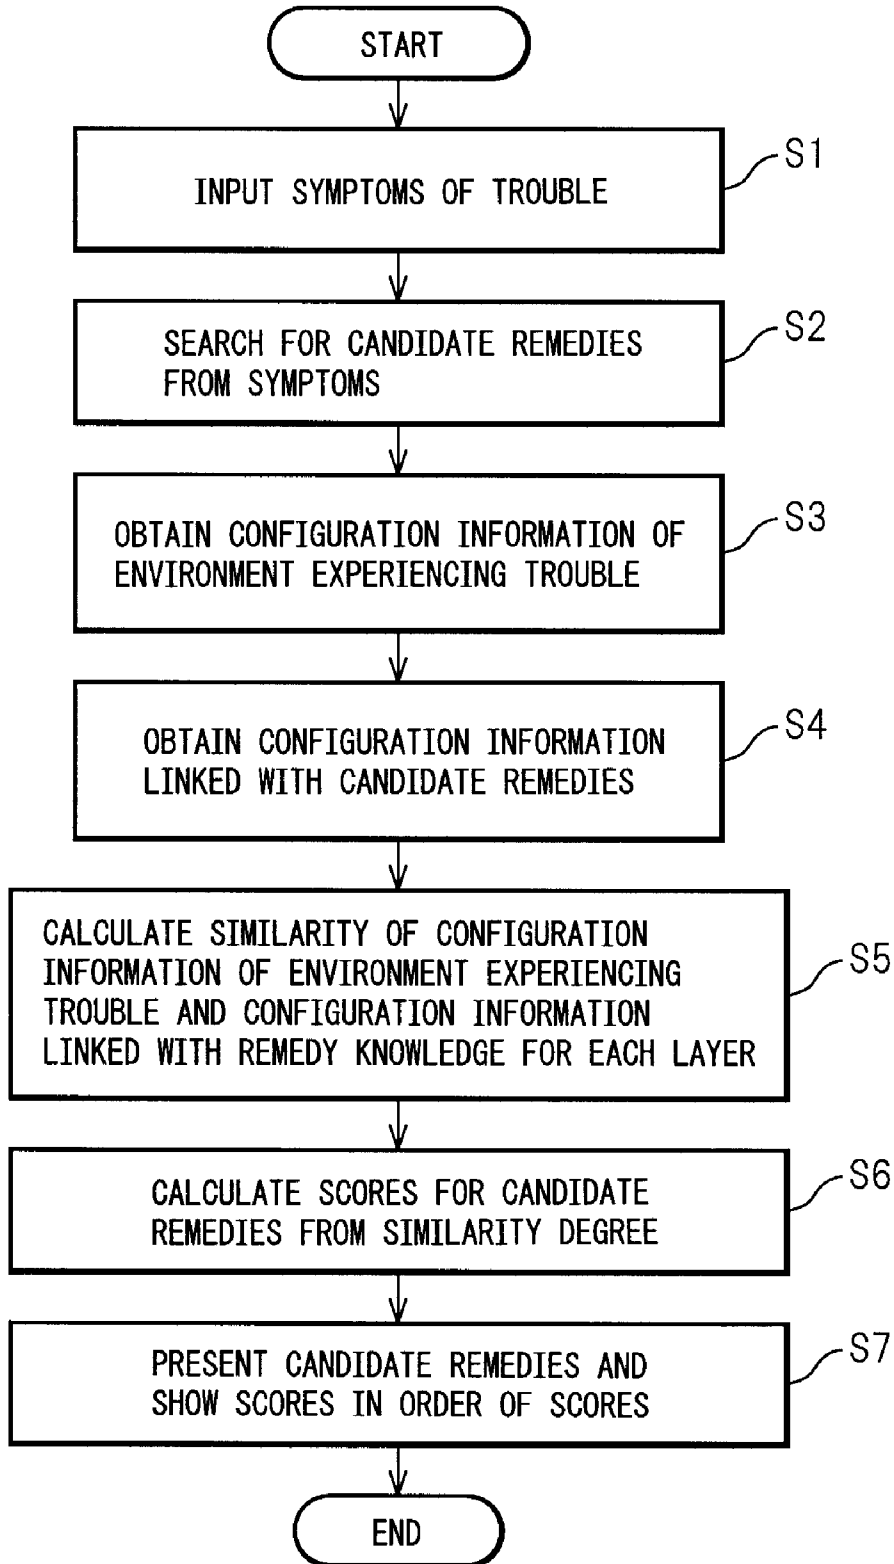 START
INPUT SYMPTOMS OF TROUBLE
S1
SEARCH FOR CANDIDATE REMEDIES
FROM SYMPTOMS
S2
OBTAIN CONFIGURATION INFORMATION OF
ENVIRONMENT EXPERIENCING TROUBLE
S3
OBTAIN CONFIGURATION INFORMATION
LINKED WITH CANDIDATE REMEDIES
S4
CALCULATE SIMILARITY OF CONFIGURATION
INFORMATION OF ENVIRONMENT EXPERIENCING
TROUBLE AND CONFIGURATION INFORMATION
LINKED WITH REMEDY KNOWLEDGE FOR EACH LAYER
S5
CALCULATE SCORES FOR CANDIDATE
REMEDIES FROM SIMILARITY DEGREE
S6
PRESENT CANDIDATE REMEDIES AND
SHOW SCORES IN ORDER OF SCORES
S7
END